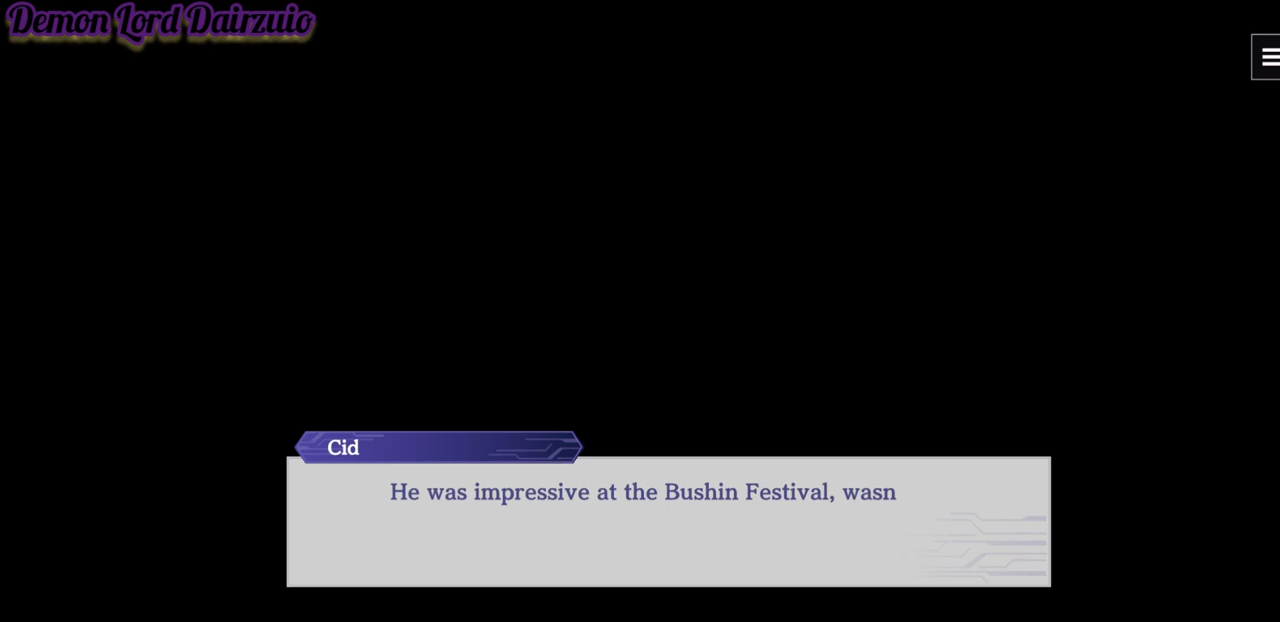 Demon Lord Dairzuio
Cid
He was impressive at the Bushin Festival, wasn